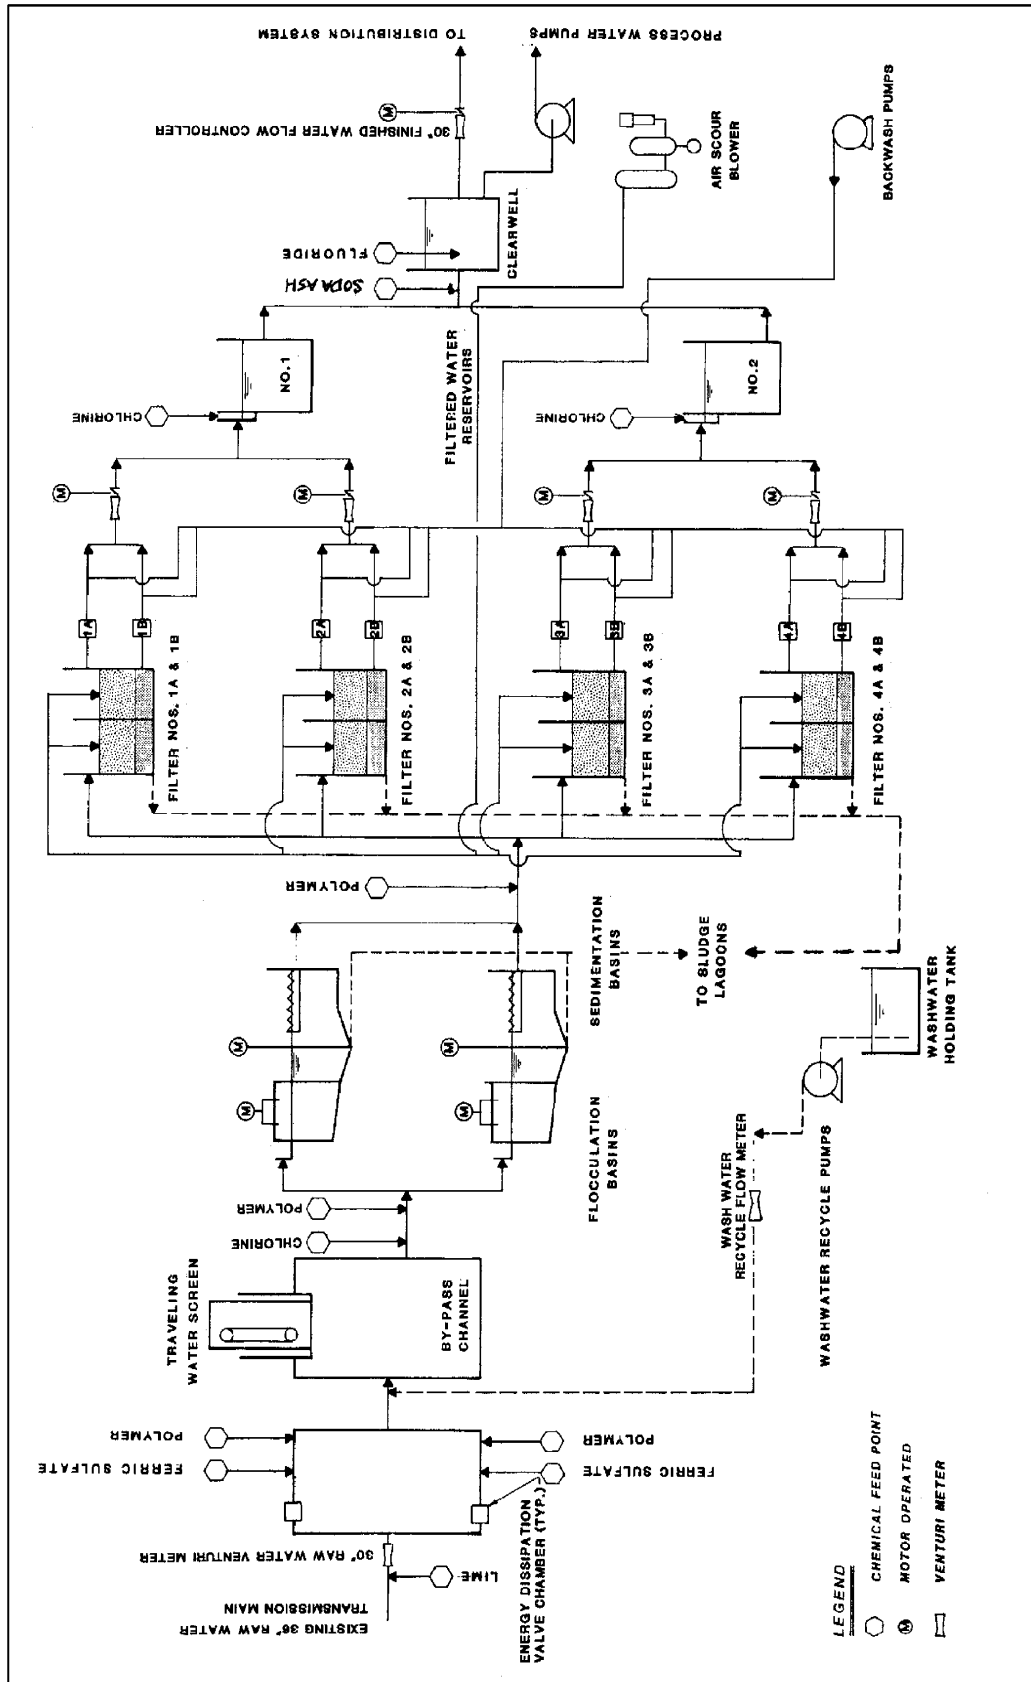 EXISTING 36" RAW WATER
TRANSMISSION MAIN
LIME
30" RAW WATER VENTURI METER
ENERGY DISSIPATION
VALVE CHAMBER (TYP.)
FERRIC SULFATE
POLYMER
FERRIC SULFATE
POLYMER
TRAVELING
WATER SCREEN
BY-PASS
CHANNEL
CHLORINE
POLYMER
M
M
M
M
FLOCCULATION
BASINS
SEDIMENTATION
BASINS
TO SLUDGE
LAGOONS
WASH WATER
RECYCLE FLOW METER
WASHWATER RECYCLE PUMPS
WASHWATER
HOLDING TANK
POLYMER
FILTER NOS. 1A & 1B
FILTER NOS. 2A & 2B
FILTER NOS. 3A & 3B
FILTER NOS. 4A & 4B
1A
1B
2A
2B
3A
3B
4A
4B
M
M
M
M
CHLORINE
NO.1
FILTERED WATER
RESERVOIRS
CHLORINE
NO.2
SODA ASH
FLUORIDE
CLEARWELL
AIR SCOUR
BLOWER
BACKWASH PUMPS
M
30" FINISHED WATER FLOW CONTROLLER
TO DISTRIBUTION SYSTEM
PROCESS WATER PUMPS
LEGEND
CHEMICAL FEED POINT
M
MOTOR OPERATED
VENTURI METER